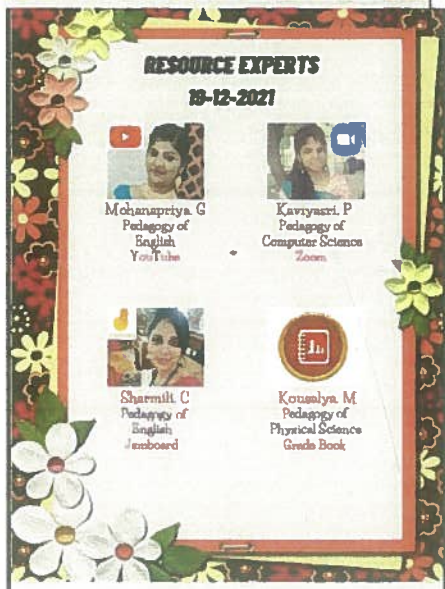 RESOURCE EXPERTS
19-12-2021
Mohanapriya. G
Pedagogy of
English
YouTube
Kaviyasri. P
Pedagogy of
Computer Science
Zoom
Sharmili. C
Pedagogy of
English
Jamboard
Kousalya. M
Pedagogy of
Physical Science
Grade Book